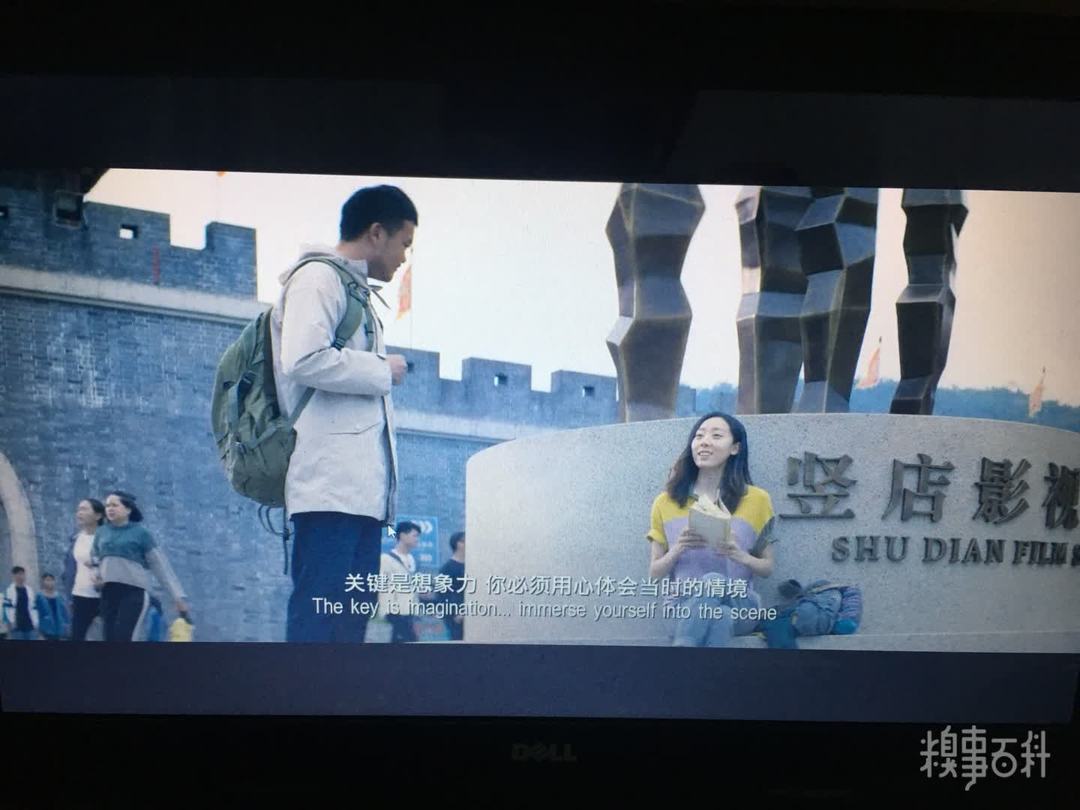 竖店影视
SHU DIAN FILM
关键是想象力 你必须用心体会当时的情境
The key is imagination... immerse yourself into the scene
DELL
糗事百科